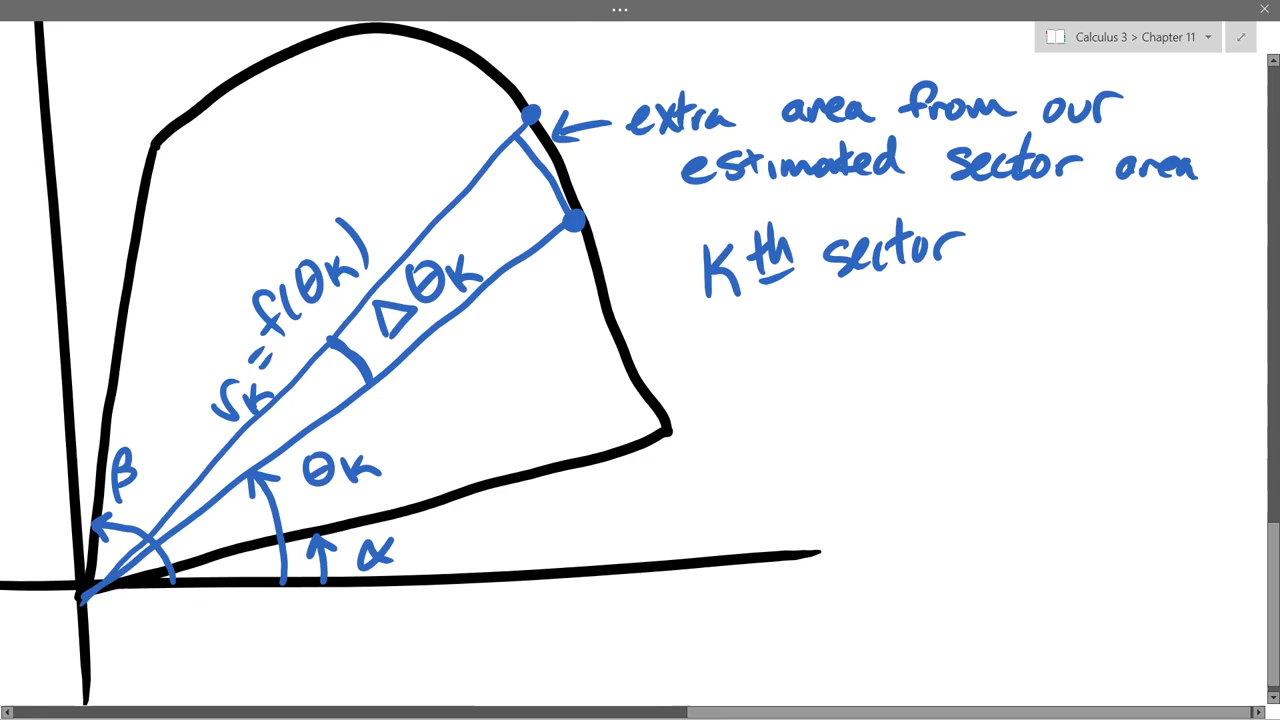 Calculus 3 > Chapter 11
extra area from our
estimated sector area
Kth sector
rK = f(θK)
ΔθK
θK
β
α